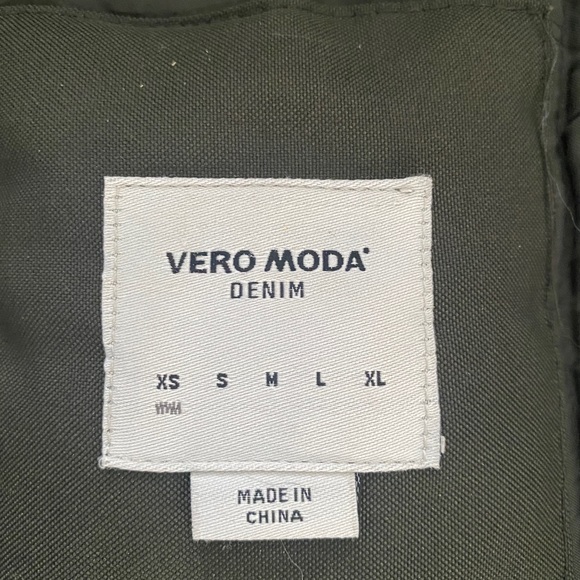 VERO MODA
DENIM
XS S M L XL
MADE IN
CHINA